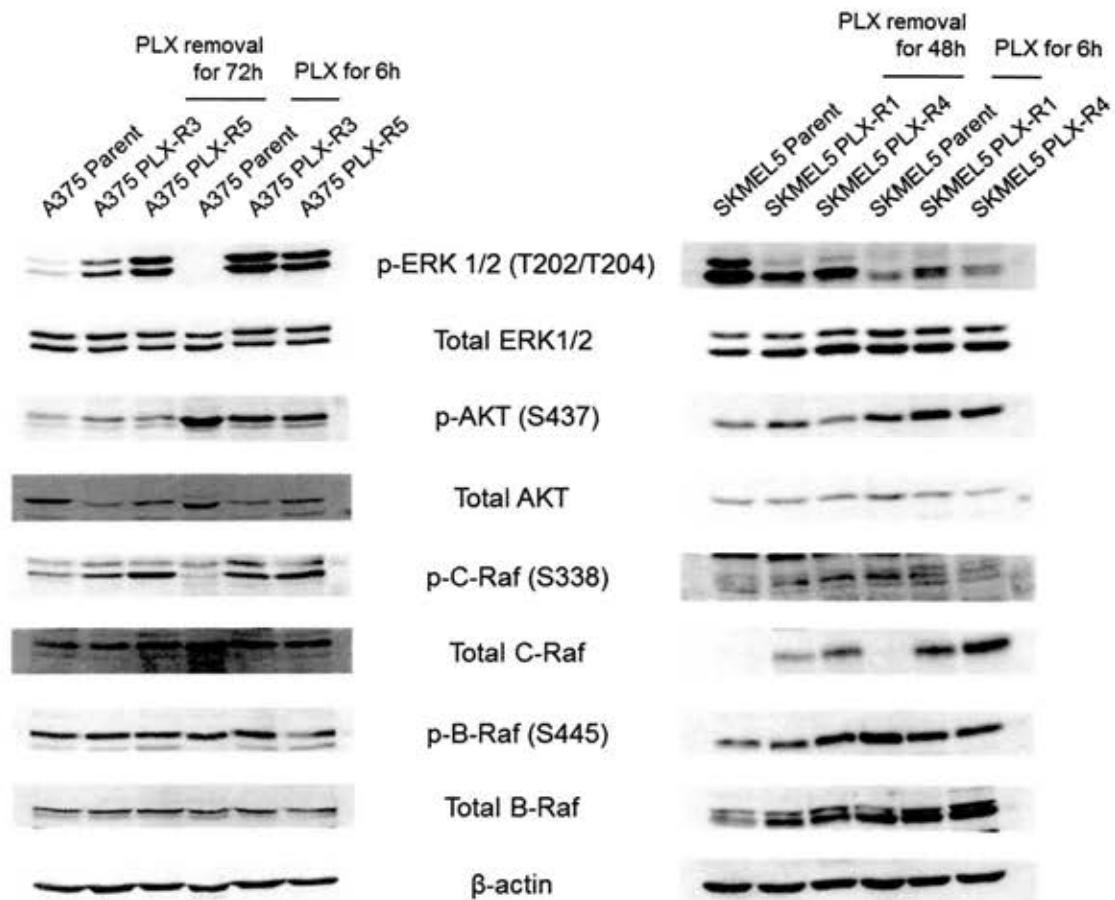 PLX removal
for 72h
PLX for 6h
A375 Parent
A375 PLX-R3
A375 PLX-R5
A375 Parent
A375 PLX-R3
A375 PLX-R5
PLX removal
for 48h
PLX for 6h
SKMEL5 Parent
SKMEL5 PLX-R1
SKMEL5 PLX-R4
SKMEL5 Parent
SKMEL5 PLX-R1
SKMEL5 PLX-R4
p-ERK 1/2 (T202/T204)
Total ERK1/2
p-AKT (S437)
Total AKT
p-C-Raf (S338)
Total C-Raf
p-B-Raf (S445)
Total B-Raf
β-actin